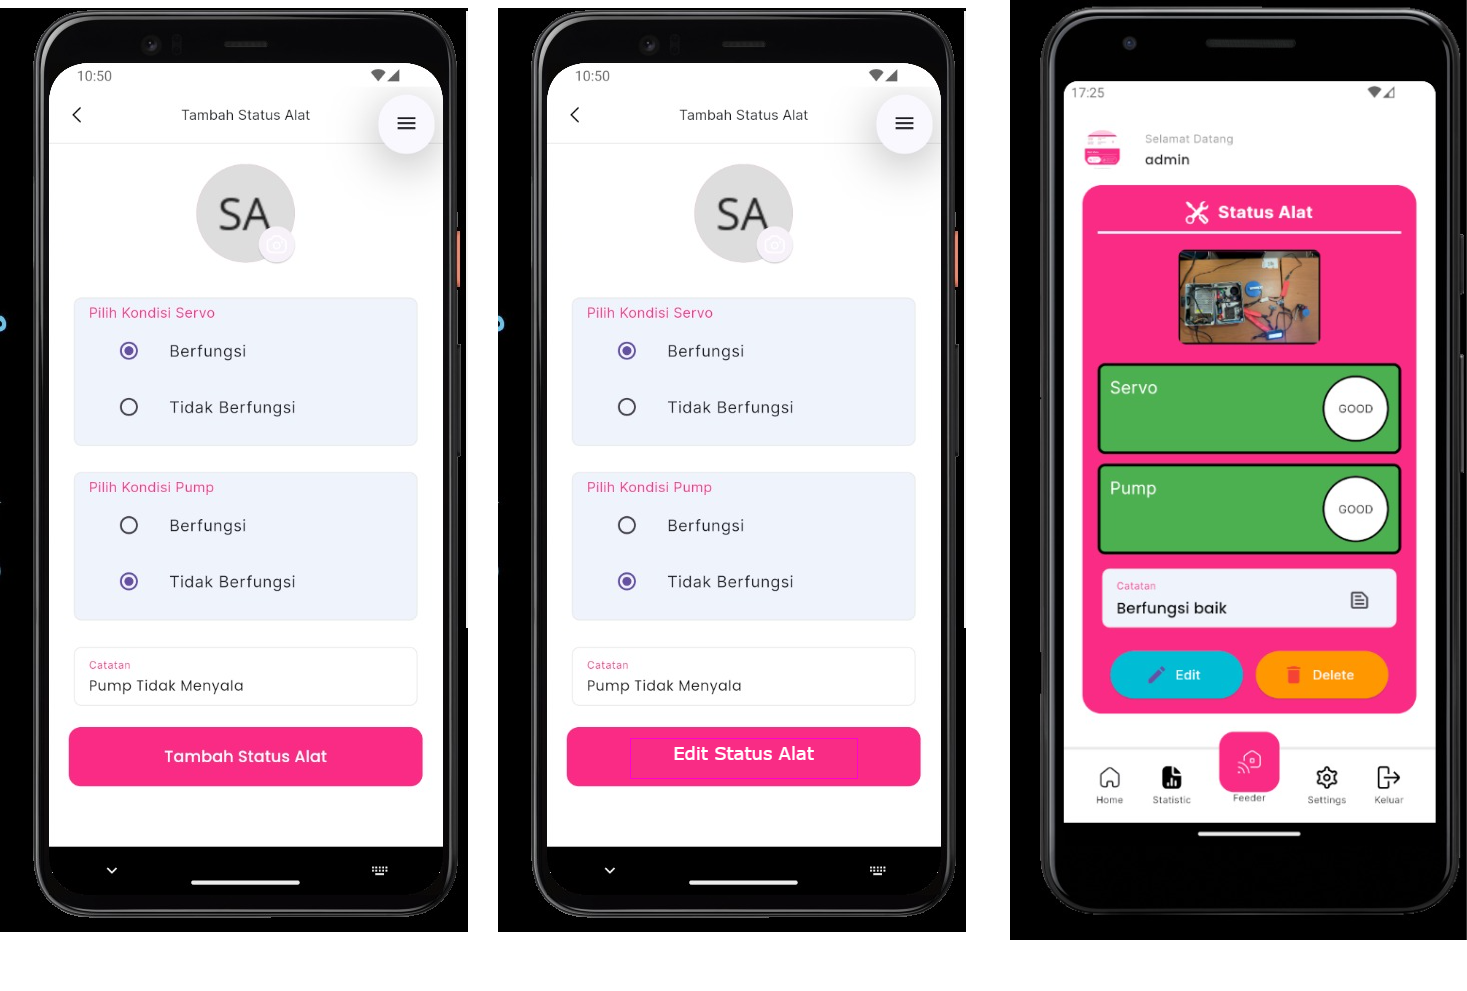 10:50
Tambah Status Alat
SA
Pilih Kondisi Servo
Berfungsi
Tidak Berfungsi
Pilih Kondisi Pump
Berfungsi
Tidak Berfungsi
Catatan
Pump Tidak Menyala
Tambah Status Alat
10:50
Tambah Status Alat
SA
Pilih Kondisi Servo
Berfungsi
Tidak Berfungsi
Pilih Kondisi Pump
Berfungsi
Tidak Berfungsi
Catatan
Pump Tidak Menyala
Edit Status Alat
17:25
Selamat Datang
admin
Status Alat
Servo
GOOD
Pump
GOOD
Catatan
Berfungsi baik
Edit
Delete
Home
Statistic
Feeder
Settings
Keluar